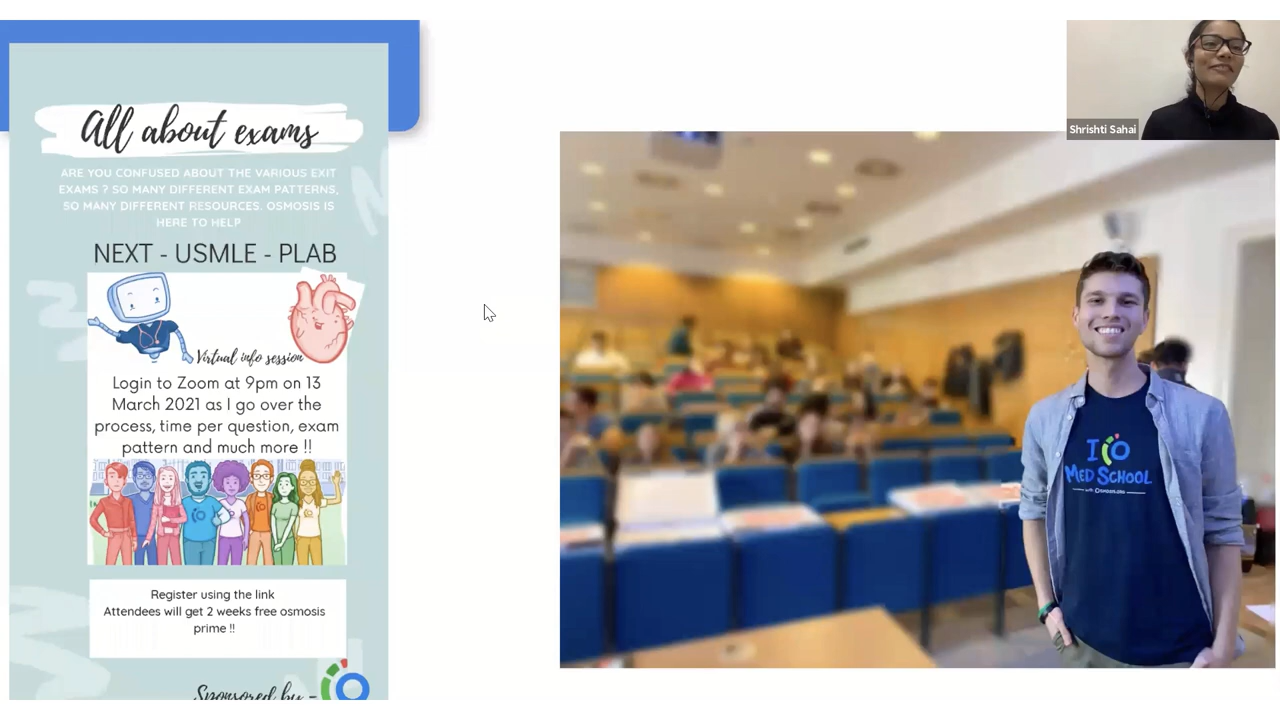 All about exams
ARE YOU CONFUSED ABOUT THE VARIOUS EXIT
EXAMS ? SO MANY DIFFERENT EXAM PATTERNS,
SO MANY DIFFERENT RESOURCES. OSMOSIS IS
HERE TO HELP
NEXT - USMLE - PLAB
Virtual info session
Login to Zoom at 9pm on 13
March 2021 as I go over the
process, time per question, exam
pattern and much more !!
Register using the link
Attendees will get 2 weeks free osmosis
prime !!
Sponsored by -
Shrishti Sahai
I
MED SCHOOL
with Osmosis.org